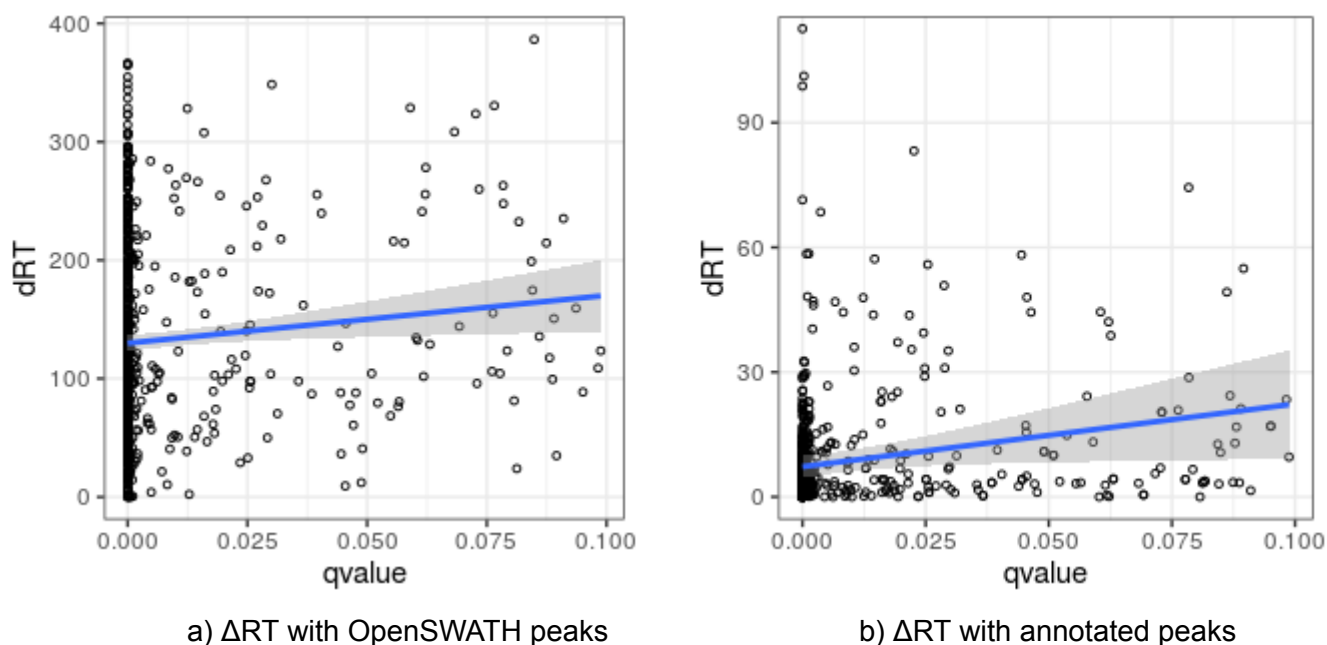 400
300
200
100
0
dRT
0.000 0.025 0.050 0.075 0.100
qvalue
a) ΔRT with OpenSWATH peaks
90
60
30
0
dRT
0.000 0.025 0.050 0.075 0.100
qvalue
b) ΔRT with annotated peaks